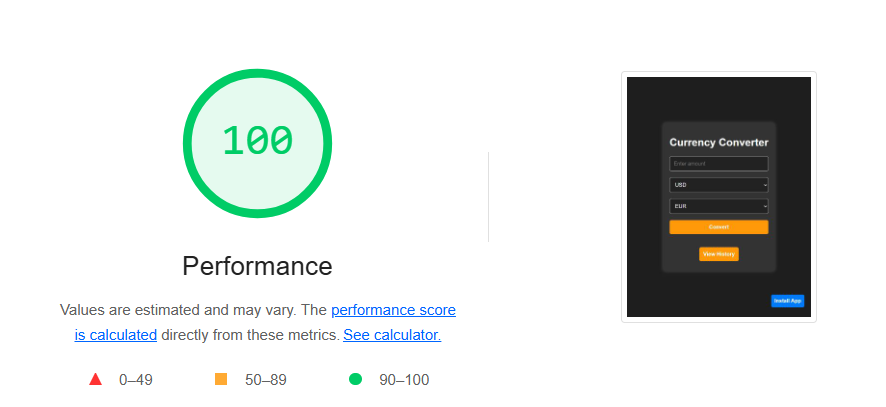 100
Performance
Values are estimated and may vary. The performance score
is calculated directly from these metrics. See calculator.
0–49
50–89
90–100
Currency Converter
Enter amount
USD
EUR
Convert
View History
Install App